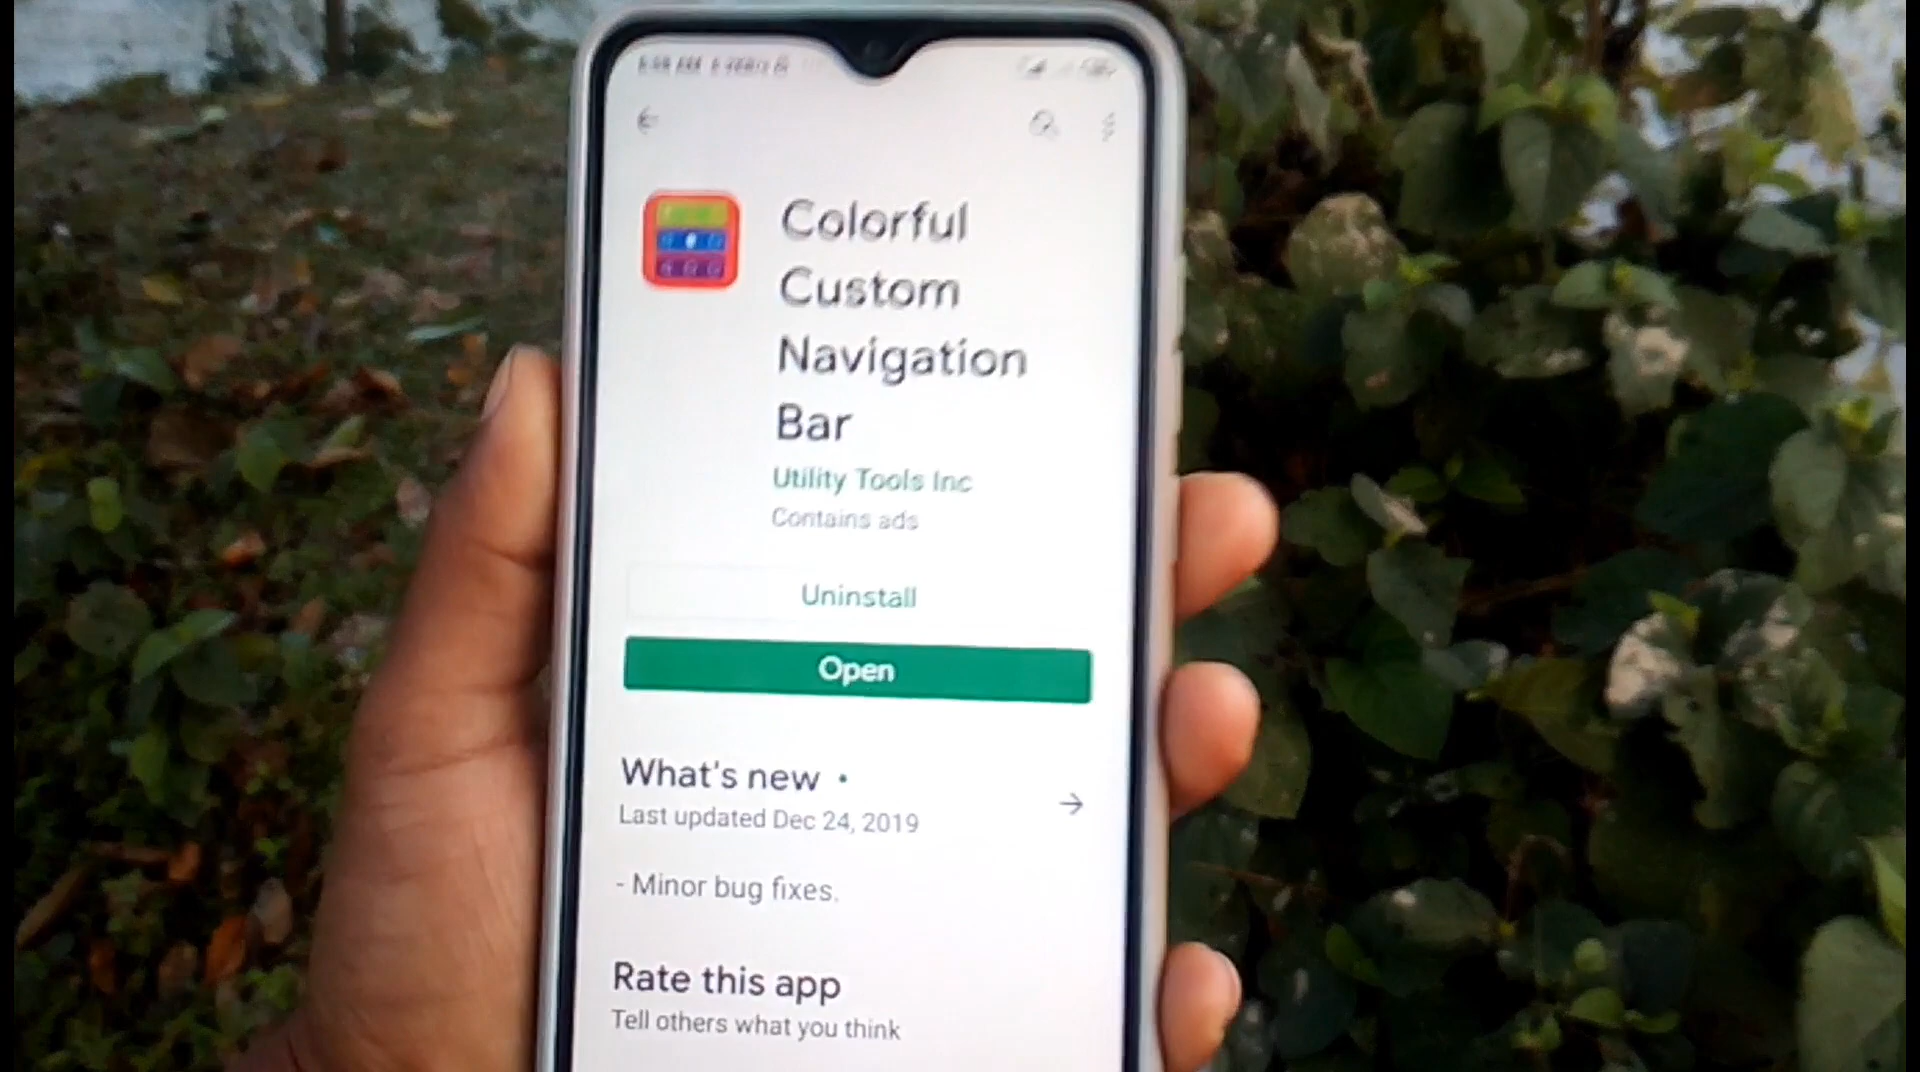 Colorful
Custom
Navigation
Bar
Utility Tools Inc
Contains ads
Uninstall
Open
What's new •
Last updated Dec 24, 2019
- Minor bug fixes.
Rate this app
Tell others what you think